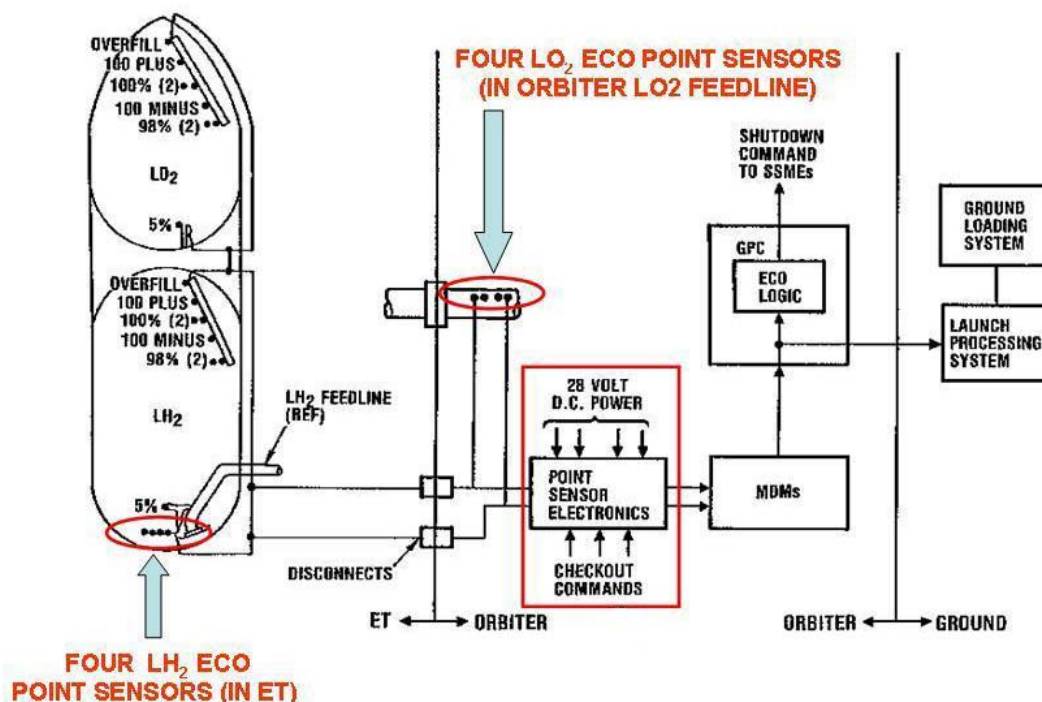 OVERFILL
100 PLUS
100% (2)
100 MINUS
98% (2)
LO₂
5%
OVERFILL
100 PLUS
100% (2)
100 MINUS
98% (2)
LH₂
LH₂ FEEDLINE
(REF)
5%
DISCONNECTS
FOUR LH₂ ECO
POINT SENSORS (IN ET)
FOUR LO₂ ECO POINT SENSORS
(IN ORBITER LO2 FEEDLINE)
28 VOLT
D.C. POWER
POINT
SENSOR
ELECTRONICS
CHECKOUT
COMMANDS
ET
ORBITER
SHUTDOWN
COMMAND
TO SSMEs
GPC
ECO
LOGIC
MDMs
GROUND
LOADING
SYSTEM
LAUNCH
PROCESSING
SYSTEM
ORBITER
GROUND